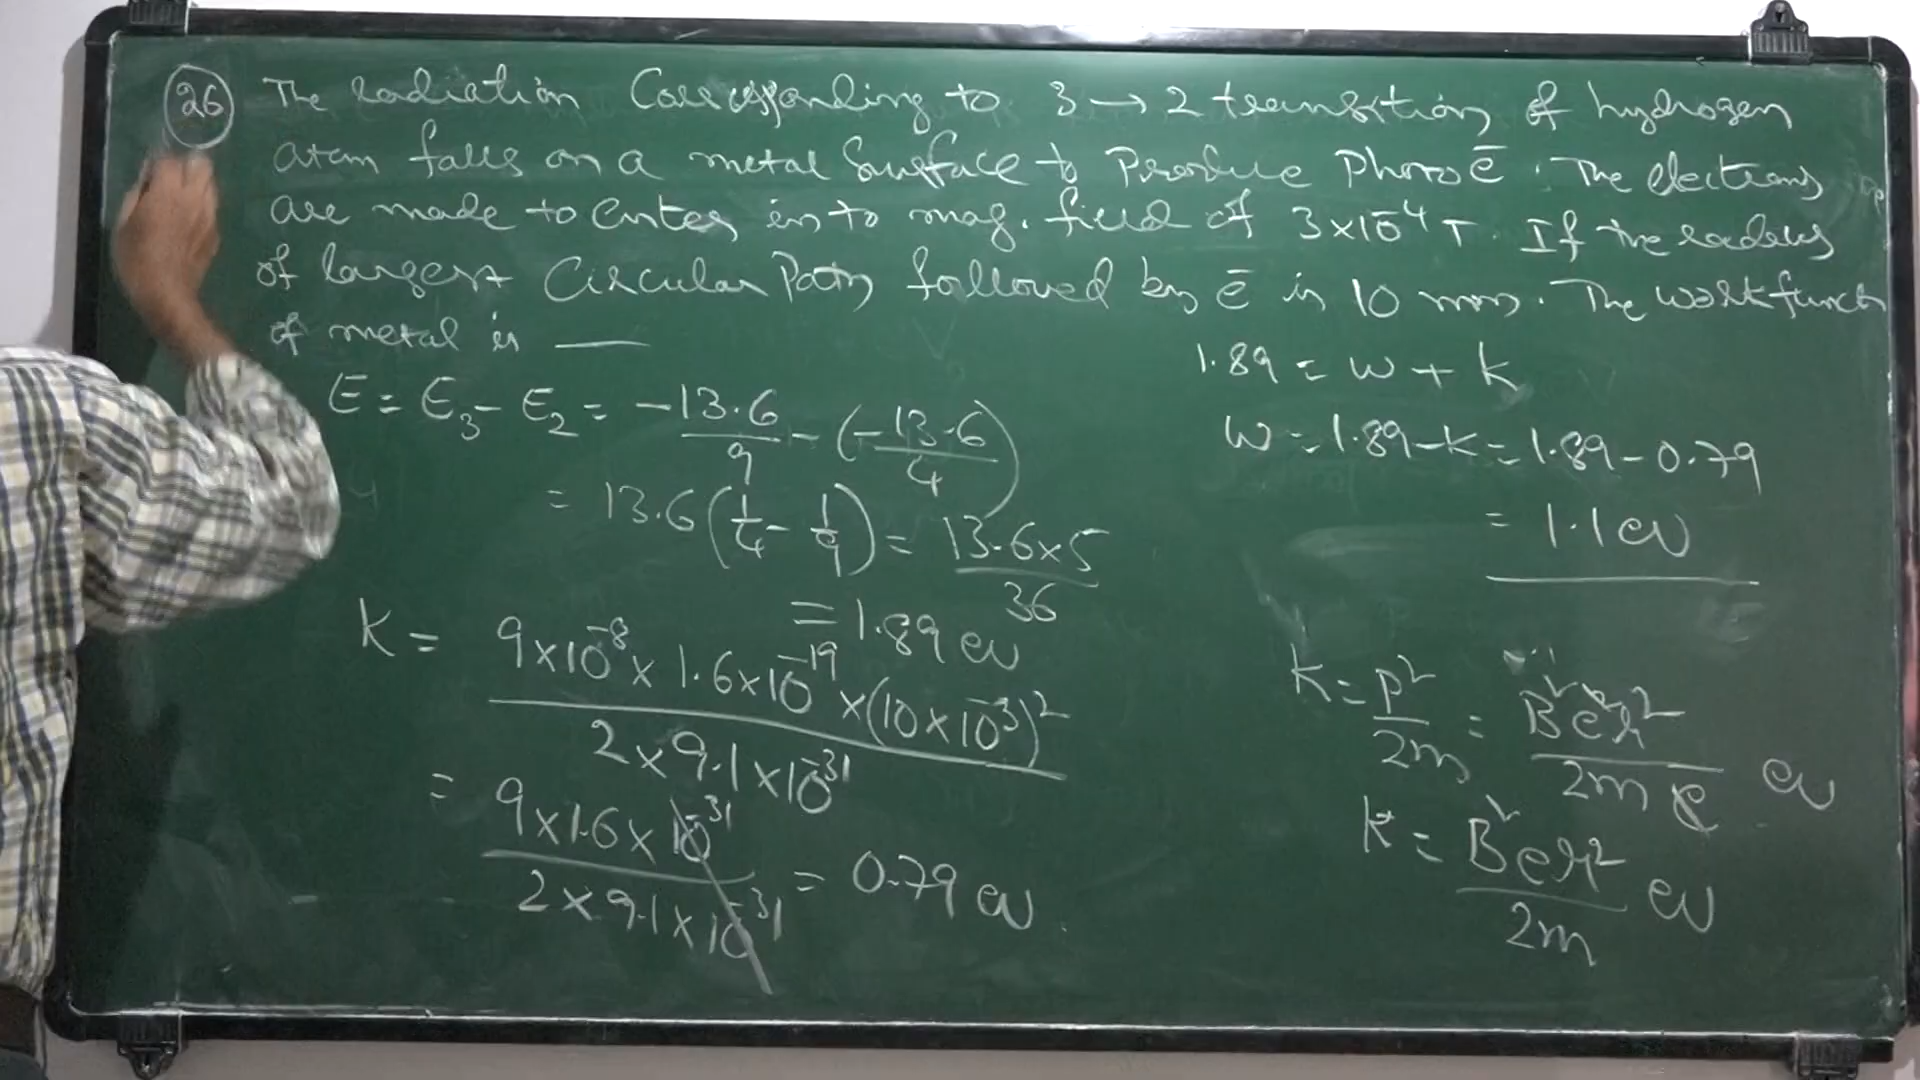 26 The radiation Corresponding to 3 → 2 transition of hydrogen
atom falls on a metal Surface to Produce Photo e̅. The electrons
are made to enter in to mag. field of 3×10⁻⁴ T. If the radius
of largest Circular Path followed by e̅ is 10 mm. The workfunct
of metal is —
E = E₃ - E₂ = -13.6/9 - (-13.6/4)
= 13.6 (1/4 - 1/9) = 13.6×5/36
= 1.89 ev
K = 9×10⁻⁸ × 1.6×10⁻¹⁹ × (10×10⁻³)² / 2×9.1×10⁻³¹
= 9×1.6×10⁻³¹ / 2×9.1×10⁻³¹ = 0.79 ev
1.89 = w + k
w = 1.89-k = 1.89-0.79
= 1.1 ev
K = p²/2m = B²e²r²/2m e ev
K = B²er²/2m ev